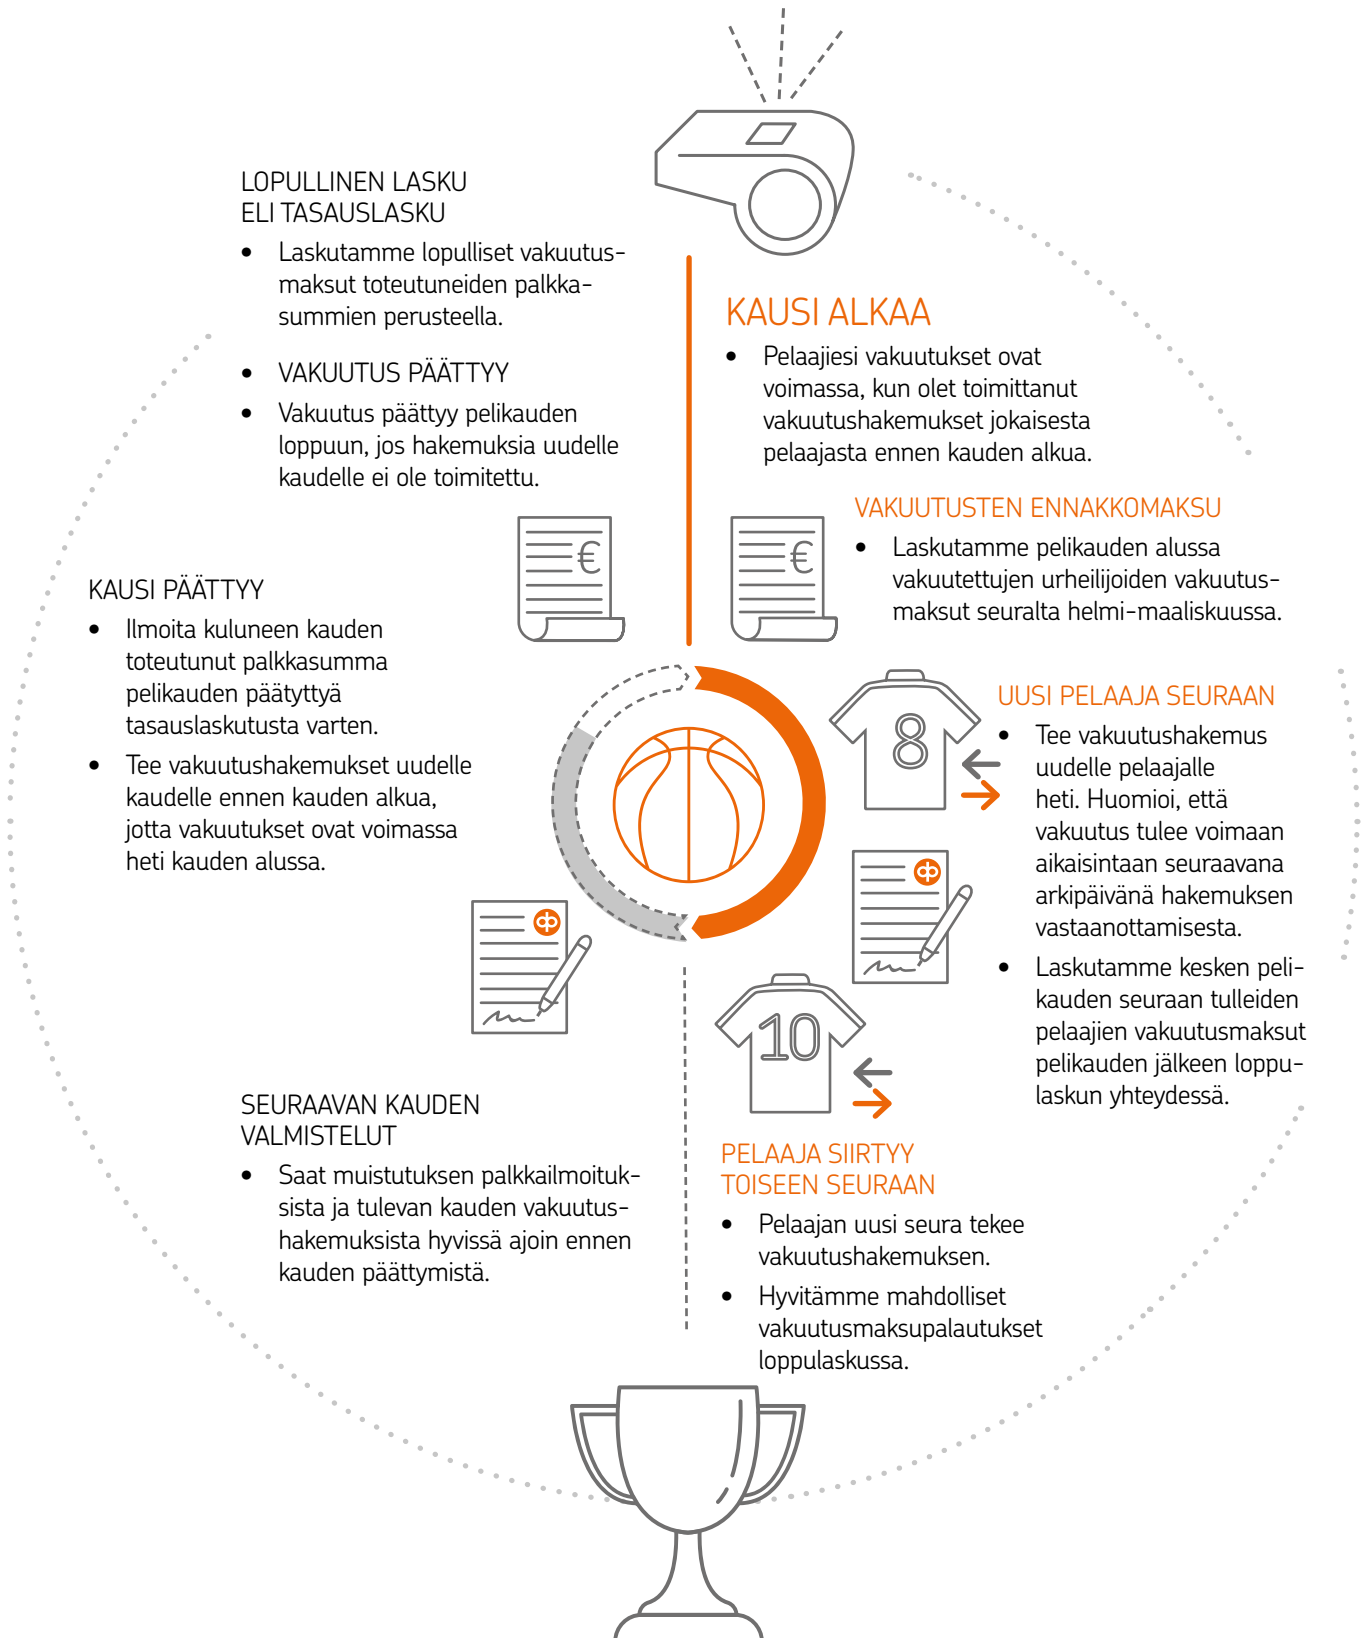 KAUSI ALKAA
• Pelaajiesi vakuutukset ovat
voimassa, kun olet toimittanut
vakuutushakemukset jokaisesta
pelaajasta ennen kauden alkua.
VAKUUTUSTEN ENNAKKOMAKSU
• Laskutamme pelikauden alussa
vakuutettujen urheilijoiden vakuutus-
maksut seuralta helmi-maaliskuussa.
€
UUSI PELAAJA SEURAAN
• Tee vakuutushakemus
uudelle pelaajalle
heti. Huomioi, että
vakuutus tulee voimaan
aikaisintaan seuraavana
arkipäivänä hakemuksen
vastaanottamisesta.
• Laskutamme kesken peli-
kauden seuraan tulleiden
pelaajien vakuutusmaksut
pelikauden jälkeen loppu-
laskun yhteydessä.
8
10
PELAAJA SIIRTYY
TOISEEN SEURAAN
• Pelaajan uusi seura tekee
vakuutushakemuksen.
• Hyvitämme mahdolliset
vakuutusmaksupalautukset
loppulaskussa.
SEURAAVAN KAUDEN
VALMISTELUT
• Saat muistutuksen palkkailmoituk-
sista ja tulevan kauden vakuutus-
hakemuksista hyvissä ajoin ennen
kauden päättymistä.
KAUSI PÄÄTTYY
• Ilmoita kuluneen kauden
toteutunut palkkasumma
pelikauden päätyttyä
tasauslaskutusta varten.
• Tee vakuutushakemukset uudelle
kaudelle ennen kauden alkua,
jotta vakuutukset ovat voimassa
heti kauden alussa.
LOPULLINEN LASKU
ELI TASAUSLASKU
• Laskutamme lopulliset vakuutus-
maksut toteutuneiden palkka-
summien perusteella.
• VAKUUTUS PÄÄTTYY
• Vakuutus päättyy pelikauden
loppuun, jos hakemuksia uudelle
kaudelle ei ole toimitettu.
€